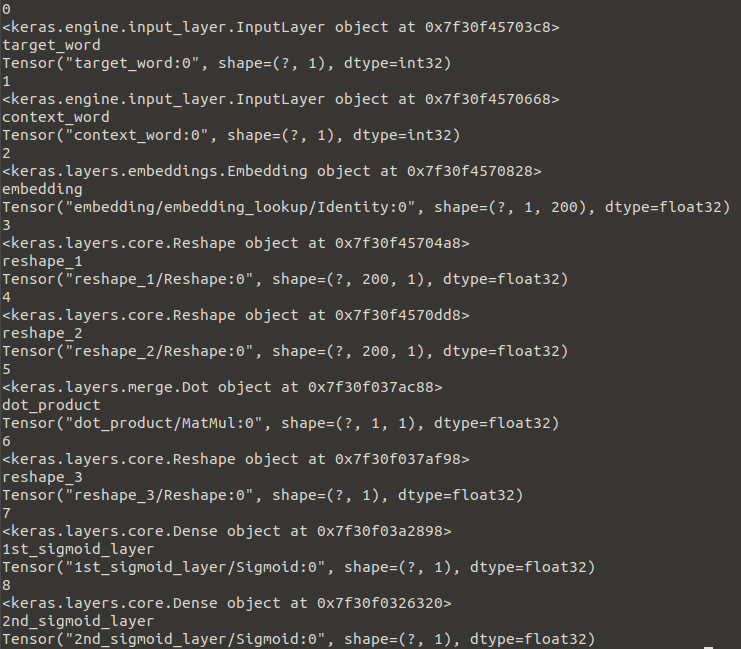 0
<keras.engine.input_layer.InputLayer object at 0x7f30f45703c8>
target_word
Tensor("target_word:0", shape=(?, 1), dtype=int32)
1
<keras.engine.input_layer.InputLayer object at 0x7f30f4570668>
context_word
Tensor("context_word:0", shape=(?, 1), dtype=int32)
2
<keras.layers.embeddings.Embedding object at 0x7f30f4570828>
embedding
Tensor("embedding/embedding_lookup/Identity:0", shape=(?, 1, 200), dtype=float32)
3
<keras.layers.core.Reshape object at 0x7f30f45704a8>
reshape_1
Tensor("reshape_1/Reshape:0", shape=(?, 200, 1), dtype=float32)
4
<keras.layers.core.Reshape object at 0x7f30f4570dd8>
reshape_2
Tensor("reshape_2/Reshape:0", shape=(?, 200, 1), dtype=float32)
5
<keras.layers.merge.Dot object at 0x7f30f037ac88>
dot_product
Tensor("dot_product/MatMul:0", shape=(?, 1, 1), dtype=float32)
6
<keras.layers.core.Reshape object at 0x7f30f037af98>
reshape_3
Tensor("reshape_3/Reshape:0", shape=(?, 1), dtype=float32)
7
<keras.layers.core.Dense object at 0x7f30f03a2898>
1st_sigmoid_layer
Tensor("1st_sigmoid_layer/Sigmoid:0", shape=(?, 1), dtype=float32)
8
<keras.layers.core.Dense object at 0x7f30f0326320>
2nd_sigmoid_layer
Tensor("2nd_sigmoid_layer/Sigmoid:0", shape=(?, 1), dtype=float32)